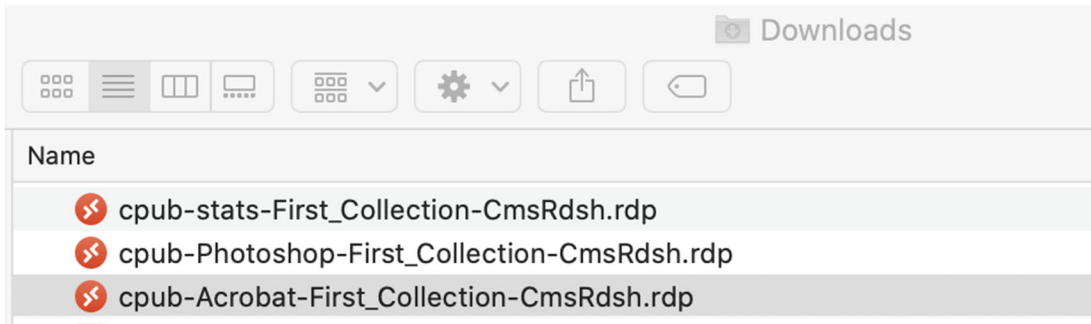 Downloads
Name
cpub-stats-First_Collection-CmsRdsh.rdp
cpub-Photoshop-First_Collection-CmsRdsh.rdp
cpub-Acrobat-First_Collection-CmsRdsh.rdp